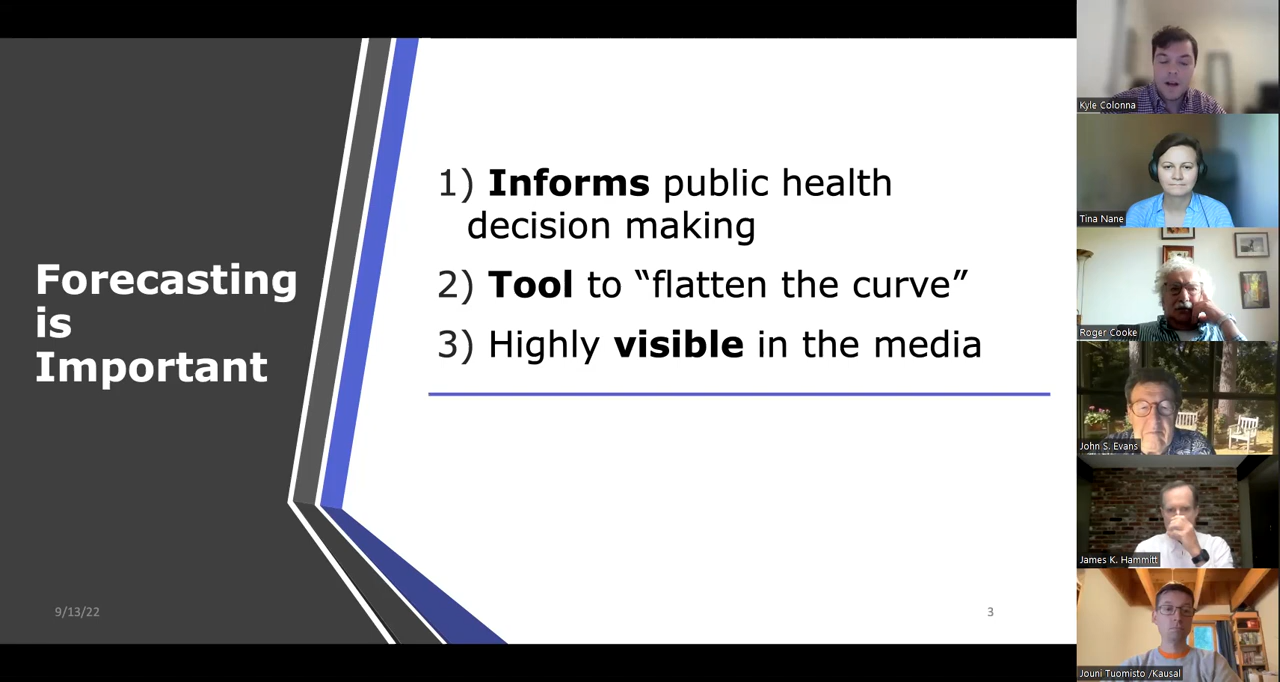 Forecasting
is
Important
1) Informs public health
decision making
2) Tool to “flatten the curve”
3) Highly visible in the media
9/13/22
3
Kyle Colonna
Tina Nane
Roger Cooke
John S. Evans
James K. Hammitt
Jouni Tuomisto /Kausal